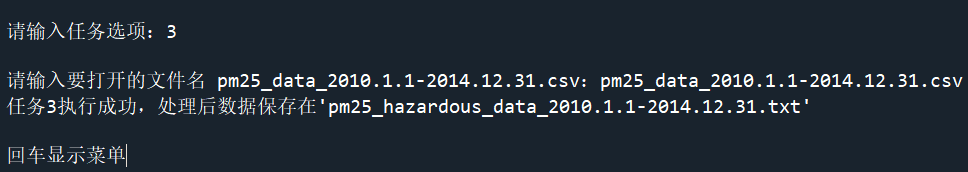 请输入任务选项：3
请输入要打开的文件名 pm25_data_2010.1.1-2014.12.31.csv：pm25_data_2010.1.1-2014.12.31.csv
任务3执行成功，处理后数据保存在'pm25_hazardous_data_2010.1.1-2014.12.31.txt'
回车显示菜单